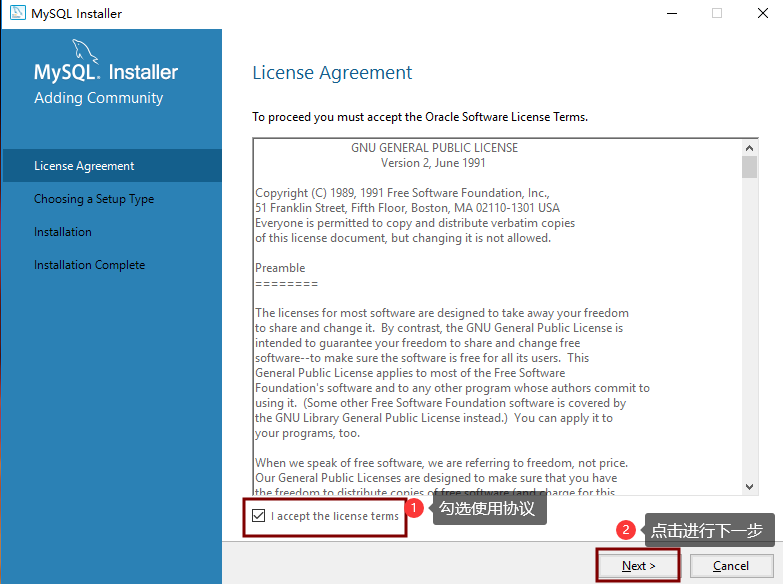 MySQL Installer
MySQL. Installer
Adding Community
License Agreement
Choosing a Setup Type
Installation
Installation Complete
License Agreement
To proceed you must accept the Oracle Software License Terms.
GNU GENERAL PUBLIC LICENSE
Version 2, June 1991
Copyright (C) 1989, 1991 Free Software Foundation, Inc.,
51 Franklin Street, Fifth Floor, Boston, MA 02110-1301 USA
Everyone is permitted to copy and distribute verbatim copies
of this license document, but changing it is not allowed.
Preamble
========
The licenses for most software are designed to take away your freedom
to share and change it.  By contrast, the GNU General Public License is
intended to guarantee your freedom to share and change free
software--to make sure the software is free for all its users.  This
General Public License applies to most of the Free Software
Foundation's software and to any other program whose authors commit to
using it.  (Some other Free Software Foundation software is covered by
the GNU Library General Public License instead.)  You can apply it to
your programs, too.
When we speak of free software, we are referring to freedom, not price.
Our General Public Licenses are designed to make sure that you have
the freedom to distribute copies of free software (and charge for this
I accept the license terms
1 勾选使用协议
2 点击进行下一步
Next >
Cancel